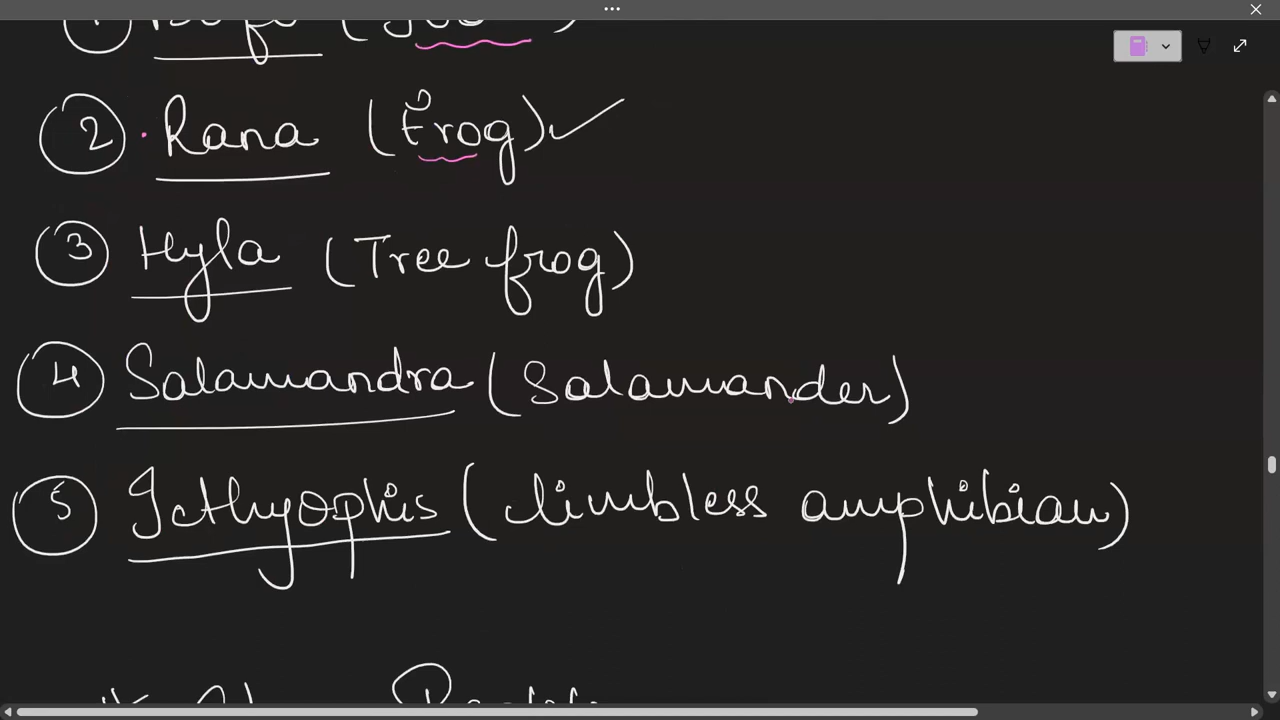 ② Rana (Frog) ✓
③ Hyla (Tree frog)
④ Salamandra (Salamander)
⑤ Icthyophis (limbless amphibian)